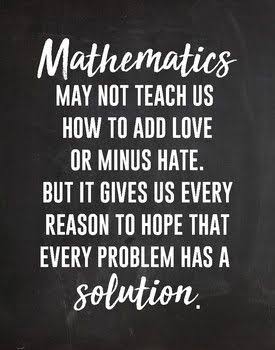 Mathematics
MAY NOT TEACH US
HOW TO ADD LOVE
OR MINUS HATE.
BUT IT GIVES US EVERY
REASON TO HOPE THAT
EVERY PROBLEM HAS A
solution.